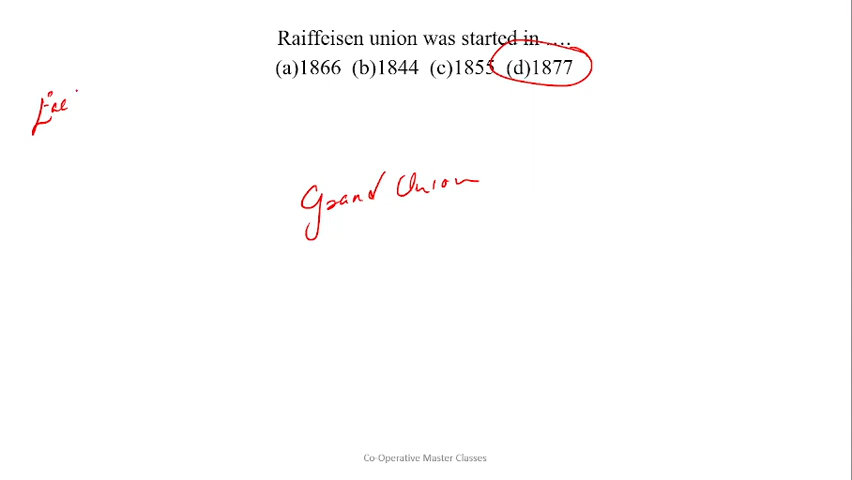 Raiffeisen union was started in .....
(a)1866 (b)1844 (c)1855 (d)1877
Grand Union
Co-Operative Master Classes